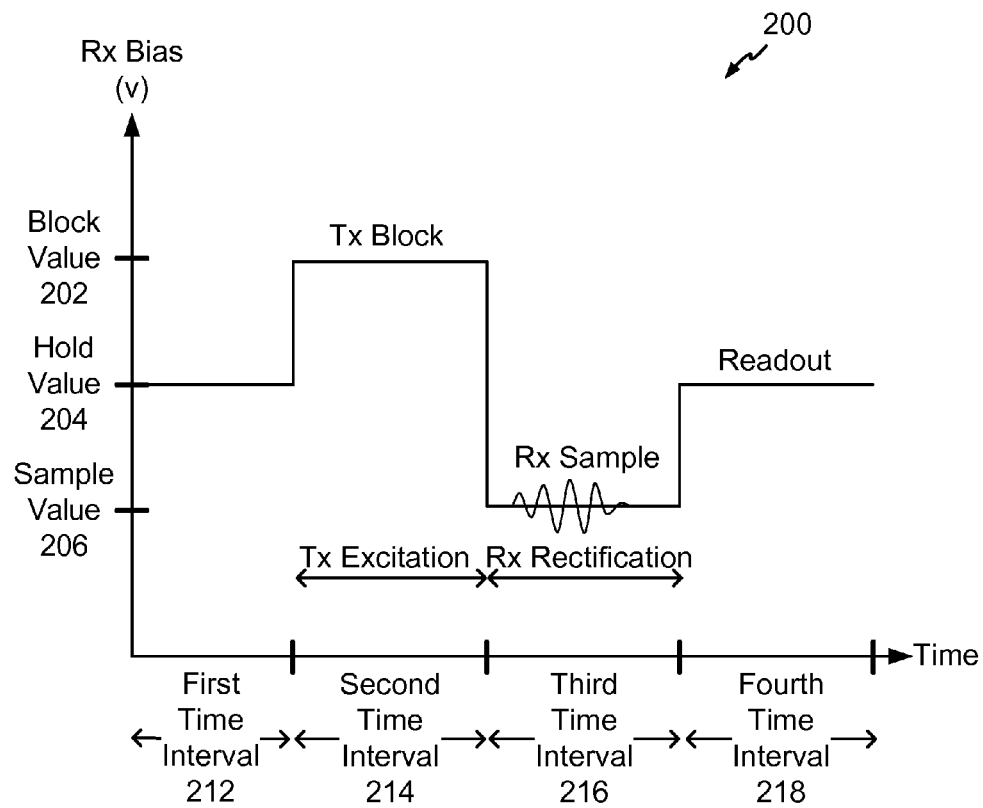 200
Rx Bias
(v)
Block
Value
202
Tx Block
Hold
Value
204
Readout
Sample
Value
206
Rx Sample
Tx Excitation
Rx Rectification
Time
First
Time
Interval
212
Second
Time
Interval
214
Third
Time
Interval
216
Fourth
Time
Interval
218